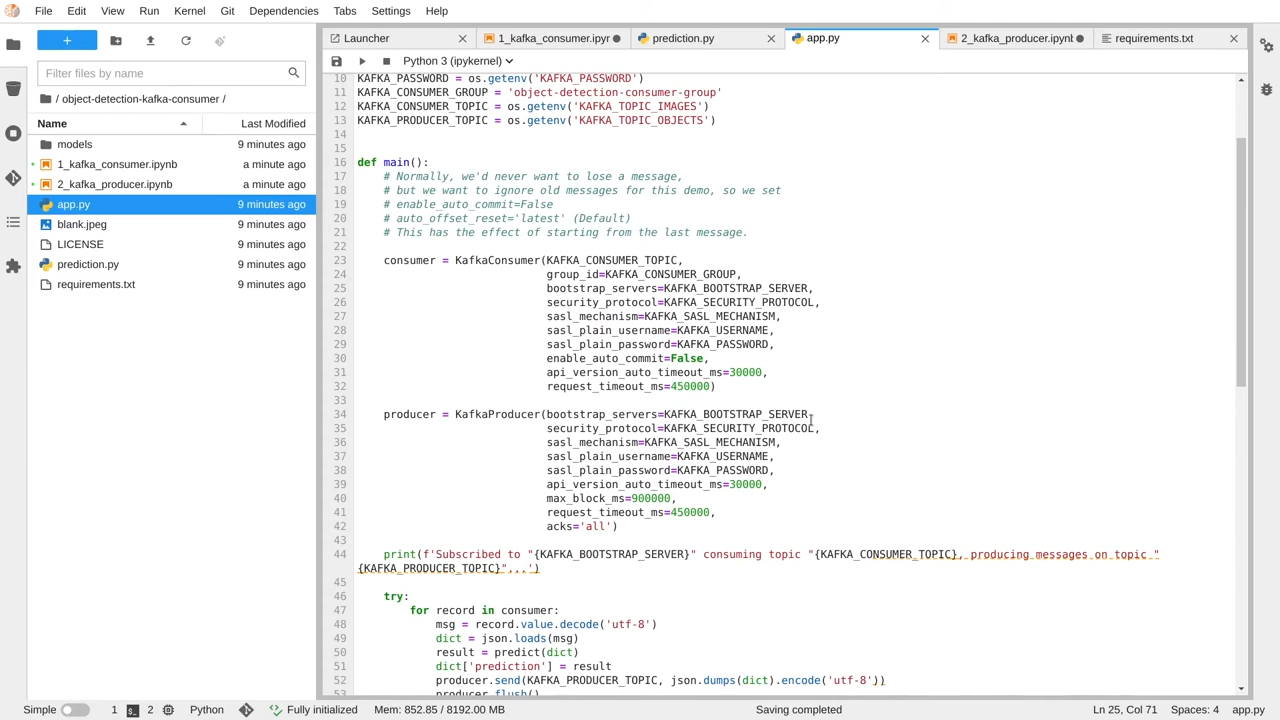 File Edit View Run Kernel Git Dependencies Tabs Settings Help
+
Filter files by name
/ object-detection-kafka-consumer /
Name Last Modified
models 9 minutes ago
1_kafka_consumer.ipynb a minute ago
2_kafka_producer.ipynb a minute ago
app.py 9 minutes ago
blank.jpeg 9 minutes ago
LICENSE 9 minutes ago
prediction.py 9 minutes ago
requirements.txt 9 minutes ago
Launcher 1_kafka_consumer.ipyr prediction.py app.py 2_kafka_producer.ipynt requirements.txt
Python 3 (ipykernel)
10 KAFKA_PASSWORD = os.getenv('KAFKA_PASSWORD')
11 KAFKA_CONSUMER_GROUP = 'object-detection-consumer-group'
12 KAFKA_CONSUMER_TOPIC = os.getenv('KAFKA_TOPIC_IMAGES')
13 KAFKA_PRODUCER_TOPIC = os.getenv('KAFKA_TOPIC_OBJECTS')
14
15
16 def main():
17 # Normally, we'd never want to lose a message,
18 # but we want to ignore old messages for this demo, so we set
19 # enable_auto_commit=False
20 # auto_offset_reset='latest' (Default)
21 # This has the effect of starting from the last message.
22
23 consumer = KafkaConsumer(KAFKA_CONSUMER_TOPIC,
24 group_id=KAFKA_CONSUMER_GROUP,
25 bootstrap_servers=KAFKA_BOOTSTRAP_SERVER,
26 security_protocol=KAFKA_SECURITY_PROTOCOL,
27 sasl_mechanism=KAFKA_SASL_MECHANISM,
28 sasl_plain_username=KAFKA_USERNAME,
29 sasl_plain_password=KAFKA_PASSWORD,
30 enable_auto_commit=False,
31 api_version_auto_timeout_ms=30000,
32 request_timeout_ms=450000)
33
34 producer = KafkaProducer(bootstrap_servers=KAFKA_BOOTSTRAP_SERVER,
35 security_protocol=KAFKA_SECURITY_PROTOCOL,
36 sasl_mechanism=KAFKA_SASL_MECHANISM,
37 sasl_plain_username=KAFKA_USERNAME,
38 sasl_plain_password=KAFKA_PASSWORD,
39 api_version_auto_timeout_ms=30000,
40 max_block_ms=900000,
41 request_timeout_ms=450000,
42 acks='all')
43
44 print(f'Subscribed to "{KAFKA_BOOTSTRAP_SERVER}" consuming topic "{KAFKA_CONSUMER_TOPIC}, producing messages on topic "
{KAFKA_PRODUCER_TOPIC}"...')
45
46 try:
47 for record in consumer:
48 msg = record.value.decode('utf-8')
49 dict = json.loads(msg)
50 result = predict(dict)
51 dict['prediction'] = result
52 producer.send(KAFKA_PRODUCER_TOPIC, json.dumps(dict).encode('utf-8'))
53 producer.flush()
Simple 1 2 Python Fully initialized Mem: 852.85 / 8192.00 MB Saving completed Ln 25, Col 71 Spaces: 4 app.py